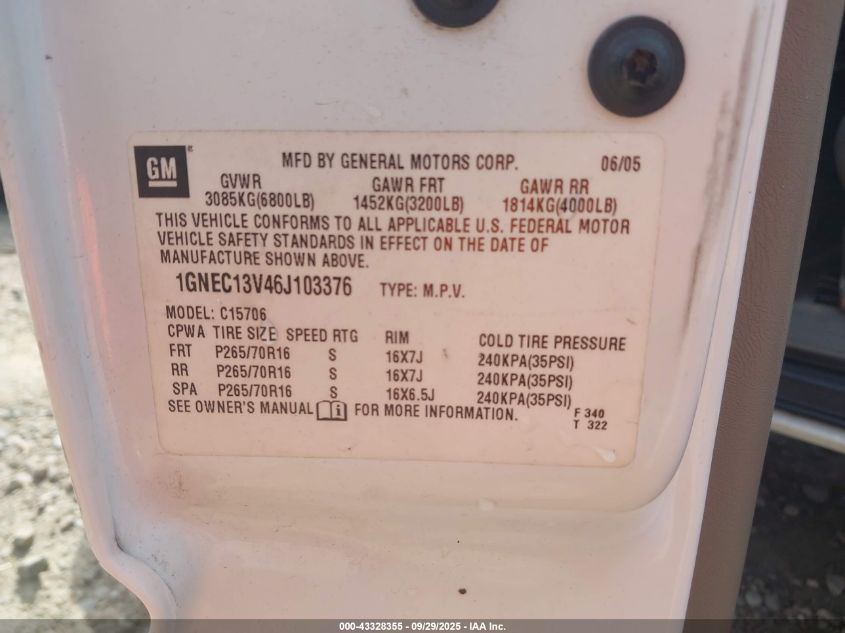 GM
MFD BY GENERAL MOTORS CORP. 06/05
GVWR GAWR FRT GAWR RR
3085KG(6800LB) 1452KG(3200LB) 1814KG(4000LB)
THIS VEHICLE CONFORMS TO ALL APPLICABLE U.S. FEDERAL MOTOR
VEHICLE SAFETY STANDARDS IN EFFECT ON THE DATE OF
MANUFACTURE SHOWN ABOVE.
1GNEC13V46J103376 TYPE: M.P.V.
MODEL: C15706
CPWA TIRE SIZE SPEED RTG RIM COLD TIRE PRESSURE
FRT P265/70R16 S 16X7J 240KPA(35PSI)
RR P265/70R16 S 16X7J 240KPA(35PSI)
SPA P265/70R16 S 16X6.5J 240KPA(35PSI)
SEE OWNER'S MANUAL i FOR MORE INFORMATION. F 340
T 322
000-43328355 | 09/29/2025 - IAA Inc.